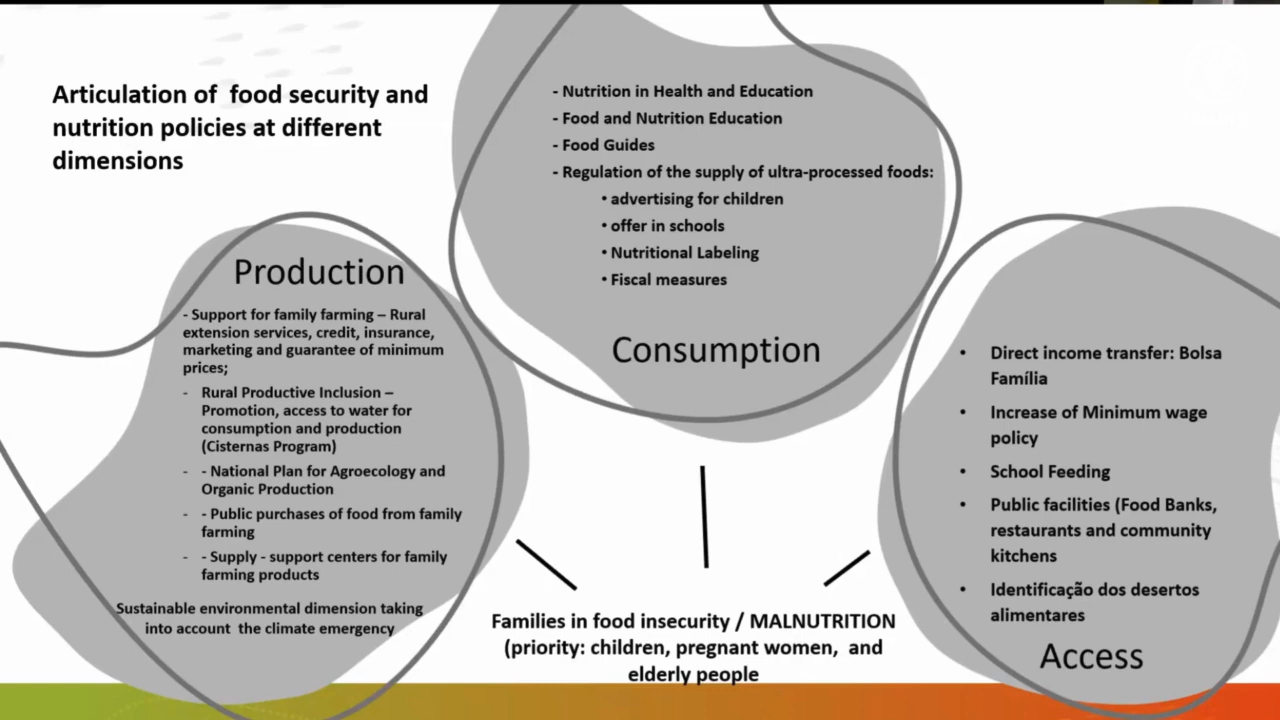 Articulation of food security and
nutrition policies at different
dimensions
- Nutrition in Health and Education
- Food and Nutrition Education
- Food Guides
- Regulation of the supply of ultra-processed foods:
• advertising for children
• offer in schools
• Nutritional Labeling
• Fiscal measures
Consumption
Production
- Support for family farming – Rural
extension services, credit, insurance,
marketing and guarantee of minimum
prices;
- Rural Productive Inclusion –
Promotion, access to water for
consumption and production
(Cisternas Program)
- - National Plan for Agroecology and
Organic Production
- - Public purchases of food from family
farming
- - Supply - support centers for family
farming products
Sustainable environmental dimension taking
into account the climate emergency
• Direct income transfer: Bolsa
Família
• Increase of Minimum wage
policy
• School Feeding
• Public facilities (Food Banks,
restaurants and community
kitchens
• Identificação dos desertos
alimentares
Access
Families in food insecurity / MALNUTRITION
(priority: children, pregnant women, and
elderly people